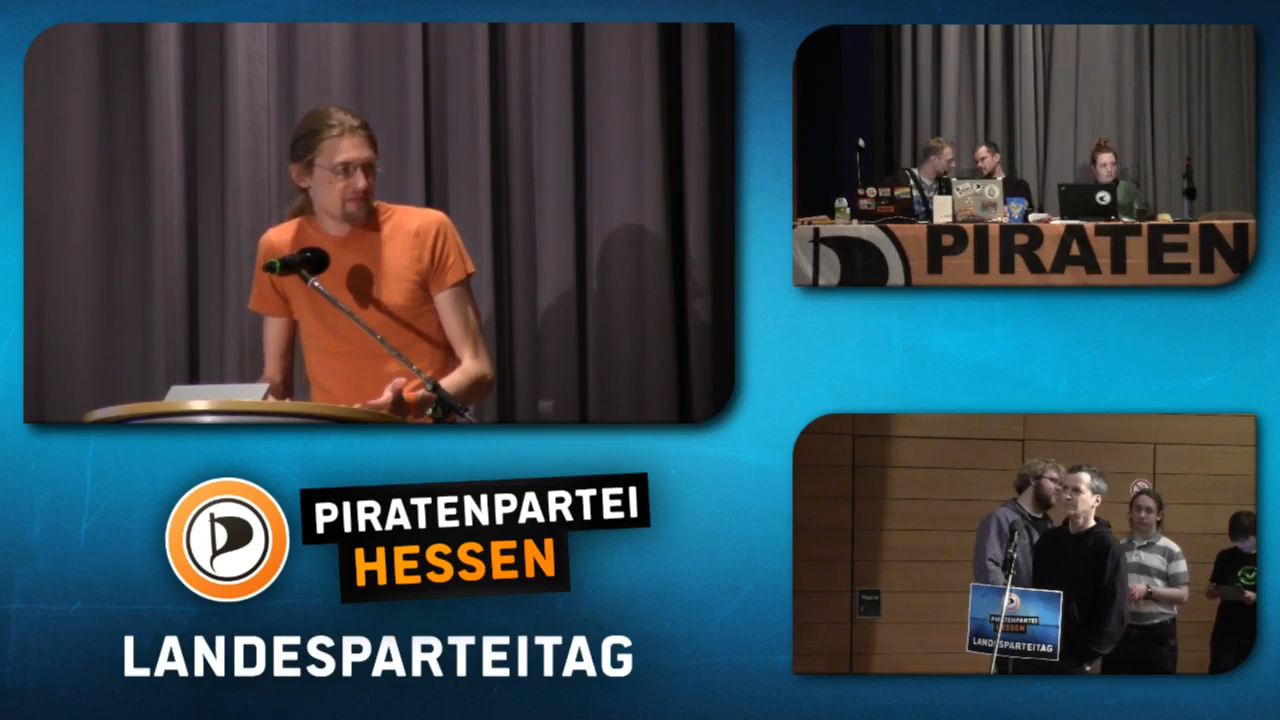 PIRATEN
PIRATENPARTEI
HESSEN
LANDESPARTEITAG
PIRATENPARTEI
HESSEN
LANDESPARTEITAG